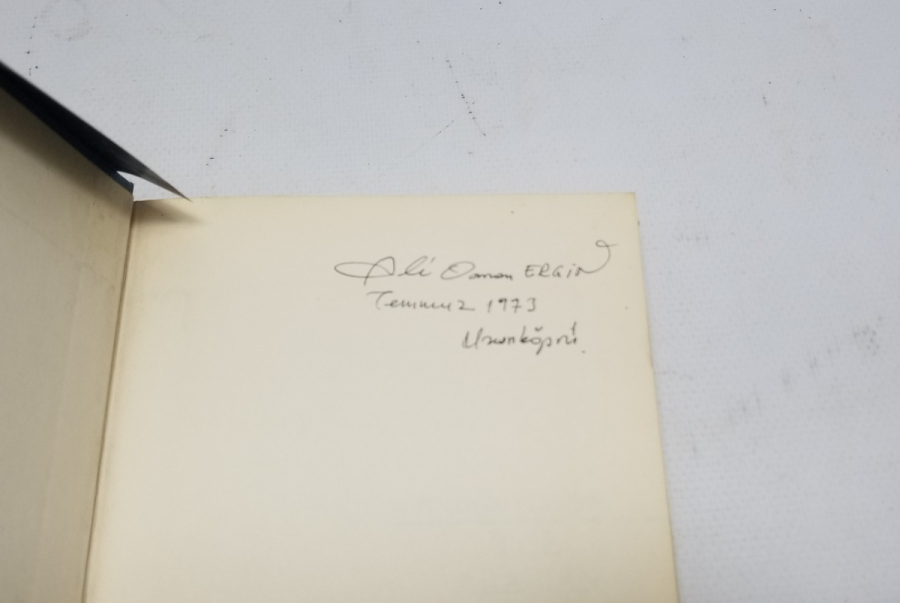 Ali Osman ERGİN
Temmuz 1973
Uzunköprü.